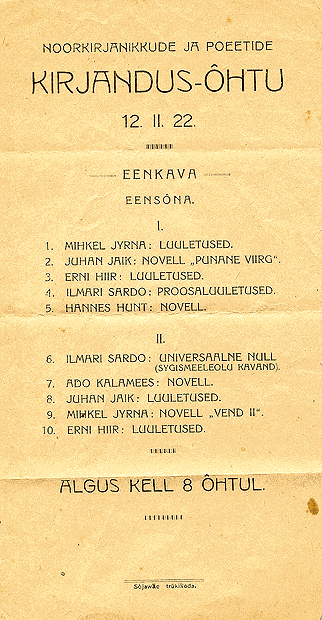 NOORKIRJANIKKUDE JA POEETIDE
KIRJANDUS-ÕHTU
12. II. 22.
EENKAVA
EENSÕNA.
I.
1. MIHKEL JYRNA: LUULETUSED.
2. JUHAN JAIK: NOVELL „PUNANE VIIRG".
3. ERNI HIIR: LUULETUSED.
4. ILMARI SARDO: PROOSALUULETUSED.
5. HANNES HUNT: NOVELL.
II.
6. ILMARI SARDO: UNIVERSAALNE NULL
(SYGISMEELEOLU KAVAND).
7. ADO KALAMEES: NOVELL.
8. JUHAN JAIK: LUULETUSED.
9. MIHKEL JYRNA: NOVELL „VEND II".
10. ERNI HIIR: LUULETUSED.
ALGUS KELL 8 ÕHTUL.
Sõjawäe trükikoda.